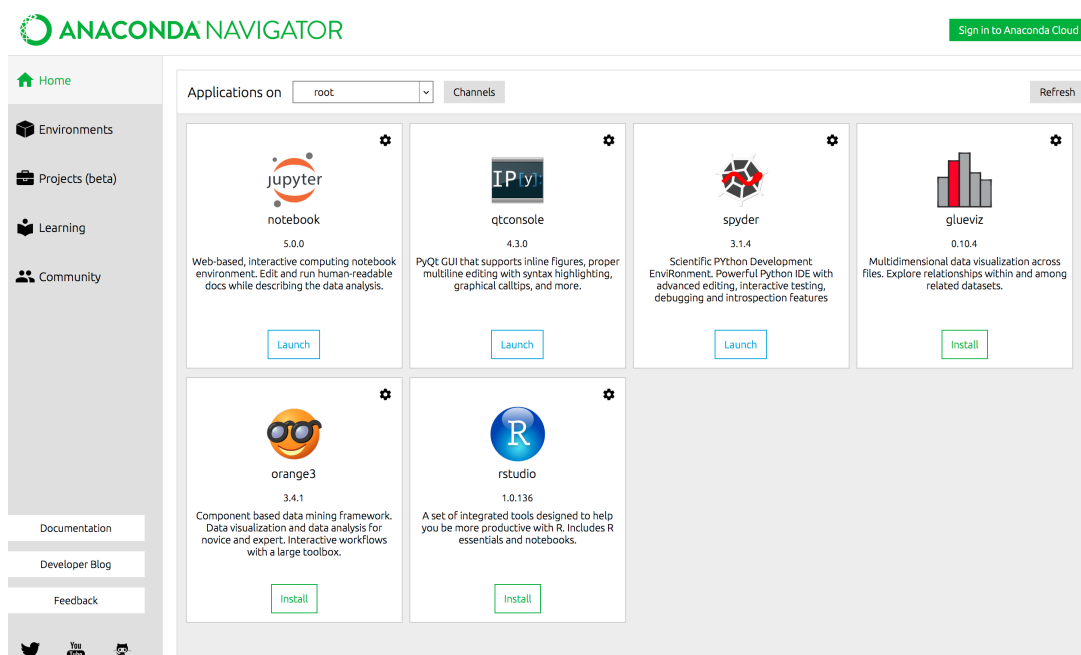 ANACONDA NAVIGATOR
Sign in to Anaconda Cloud
Home
Environments
Projects (beta)
Learning
Community
Documentation
Developer Blog
Feedback
You
Tube
Applications on
root
Channels
Refresh
jupyter
notebook
5.0.0
Web-based, interactive computing notebook
environment. Edit and run human-readable
docs while describing the data analysis.
Launch
IP[y]:
qtconsole
4.3.0
PyQt GUI that supports inline figures, proper
multiline editing with syntax highlighting,
graphical calltips, and more.
Launch
spyder
3.1.4
Scientific PYthon Development
EnviRonment. Powerful Python IDE with
advanced editing, interactive testing,
debugging and introspection features
Launch
glueviz
0.10.4
Multidimensional data visualization across
files. Explore relationships within and among
related datasets.
Install
orange3
3.4.1
Component based data mining framework.
Data visualization and data analysis for
novice and expert. Interactive workflows
with a large toolbox.
Install
R
rstudio
1.0.136
A set of integrated tools designed to help
you be more productive with R. Includes R
essentials and notebooks.
Install